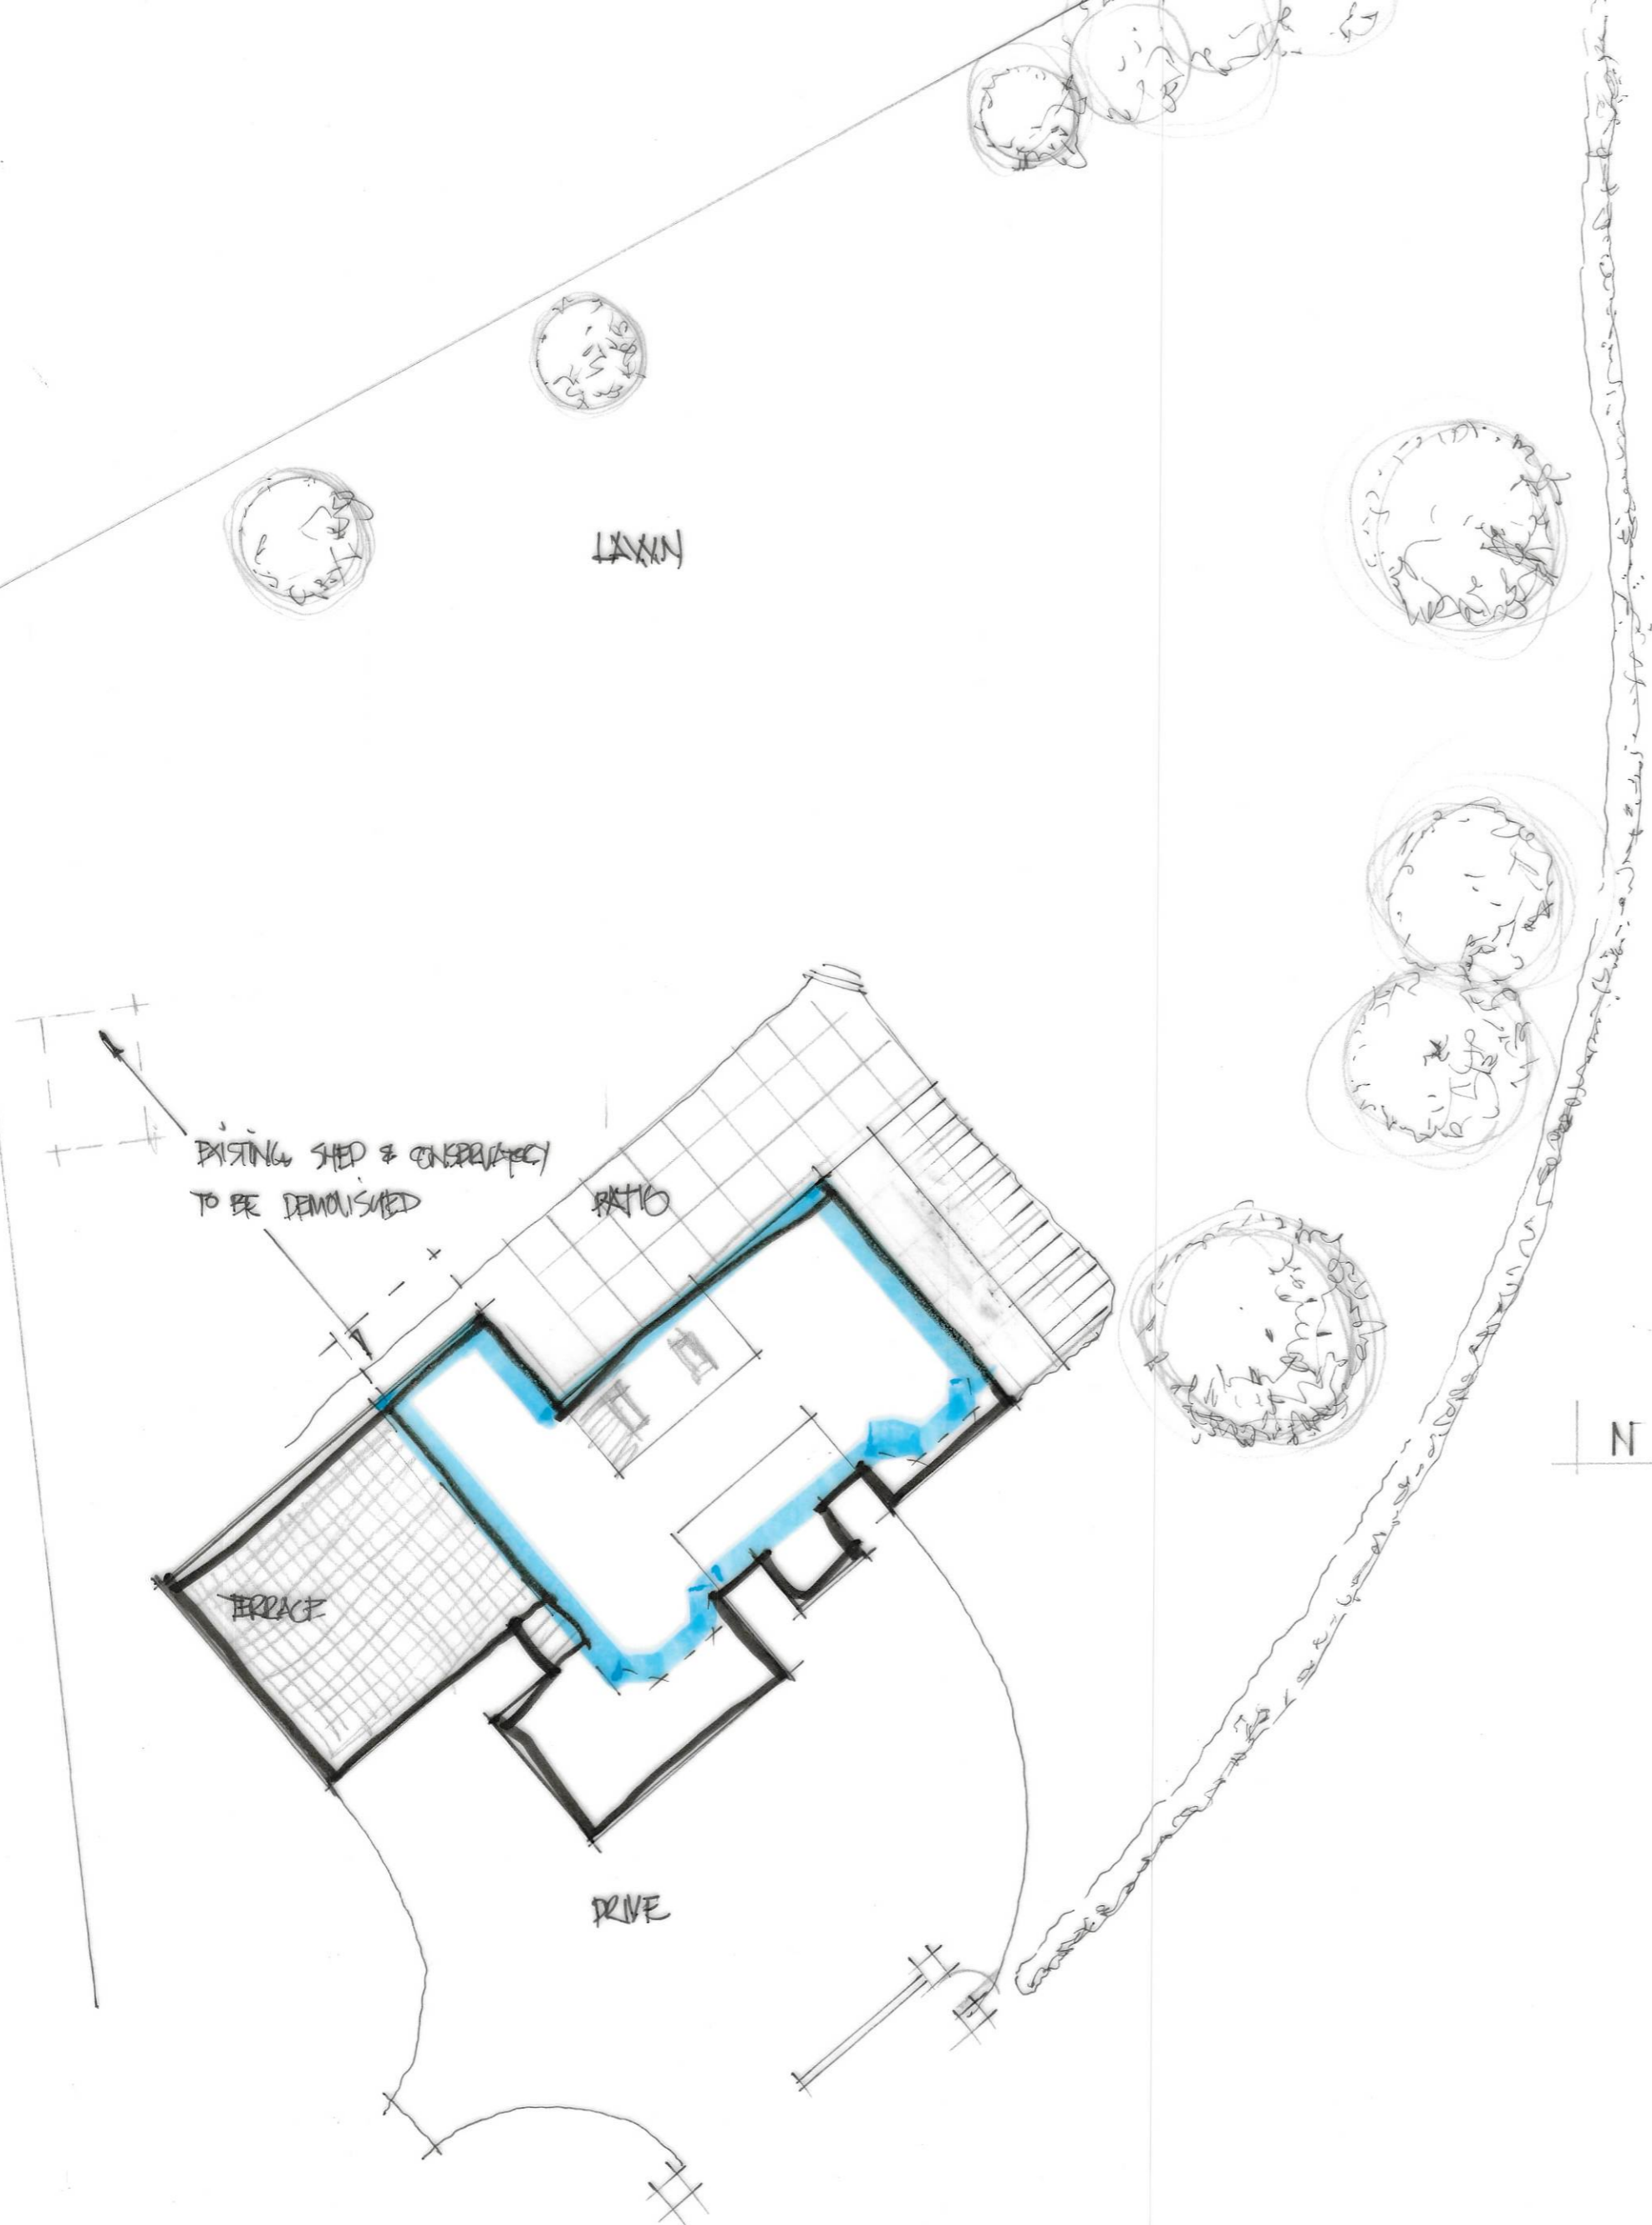 LAWN
EXISTING SHED & CONSERVATORY
TO BE DEMOLISHED
PATIO
N
TERRACE
DRIVE